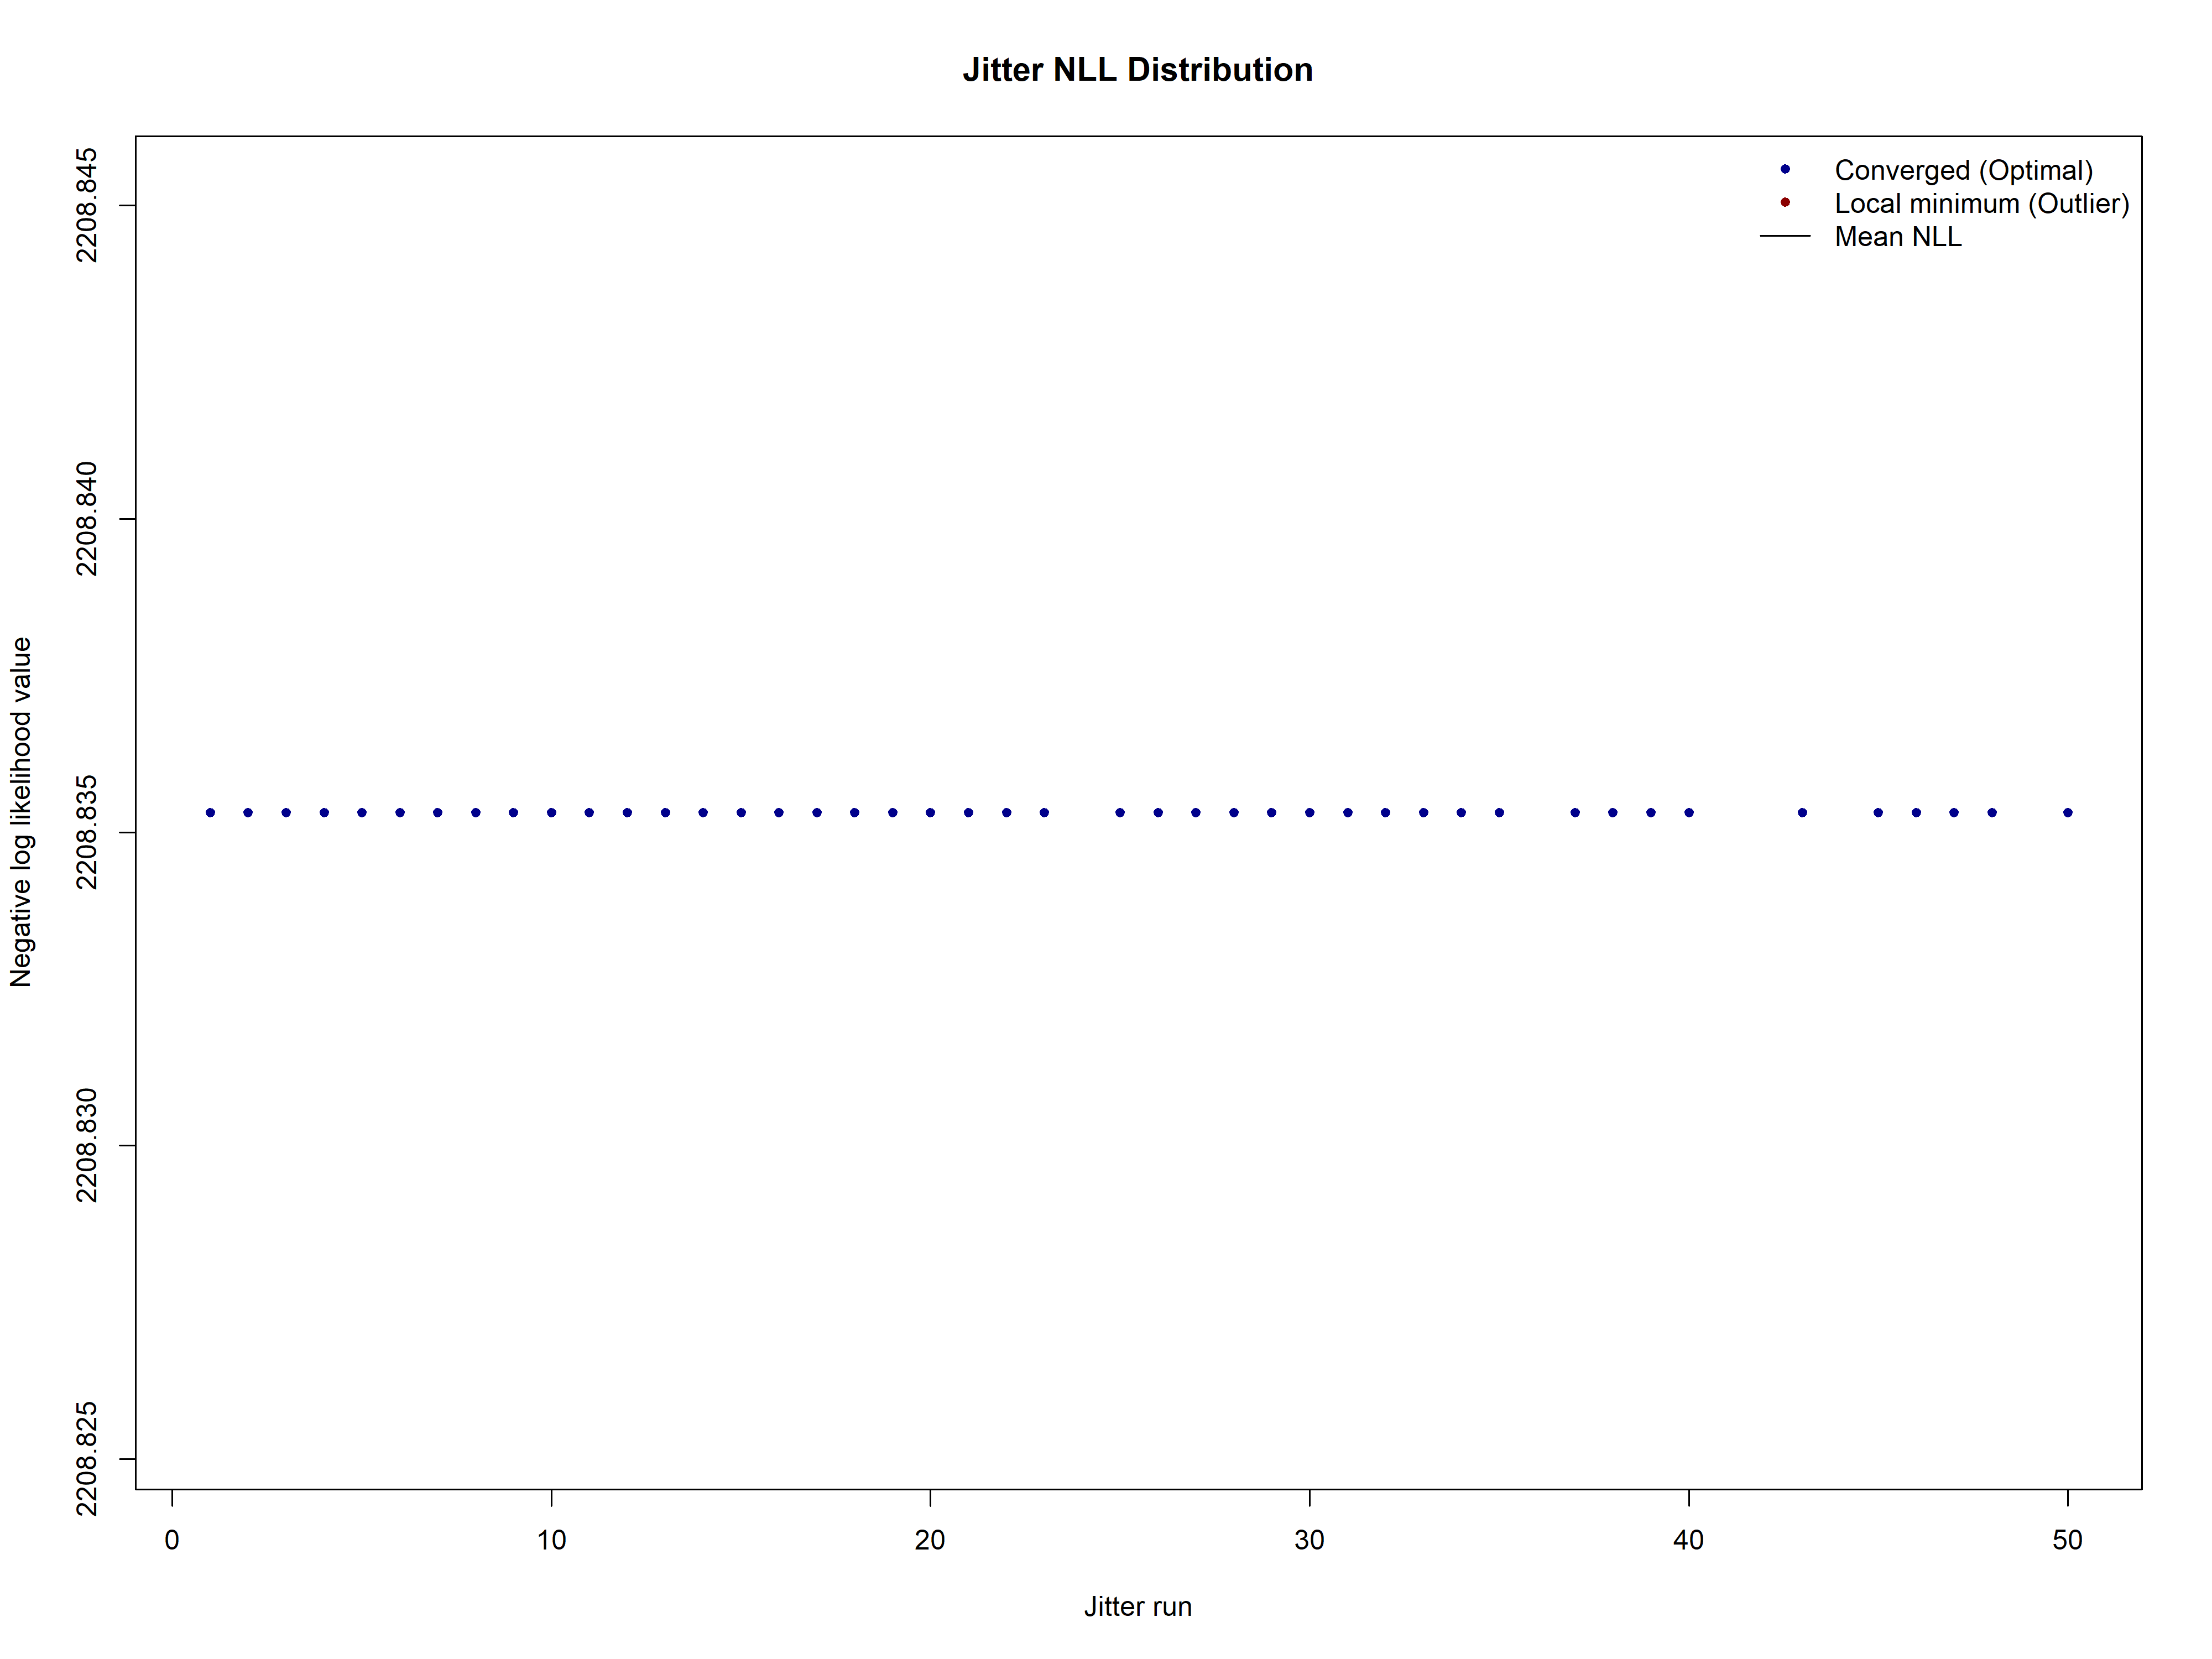 Jitter NLL Distribution
Converged (Optimal)
Local minimum (Outlier)
Mean NLL
Negative log likelihood value
2208.845
2208.840
2208.835
2208.830
2208.825
0 10 20 30 40 50
Jitter run